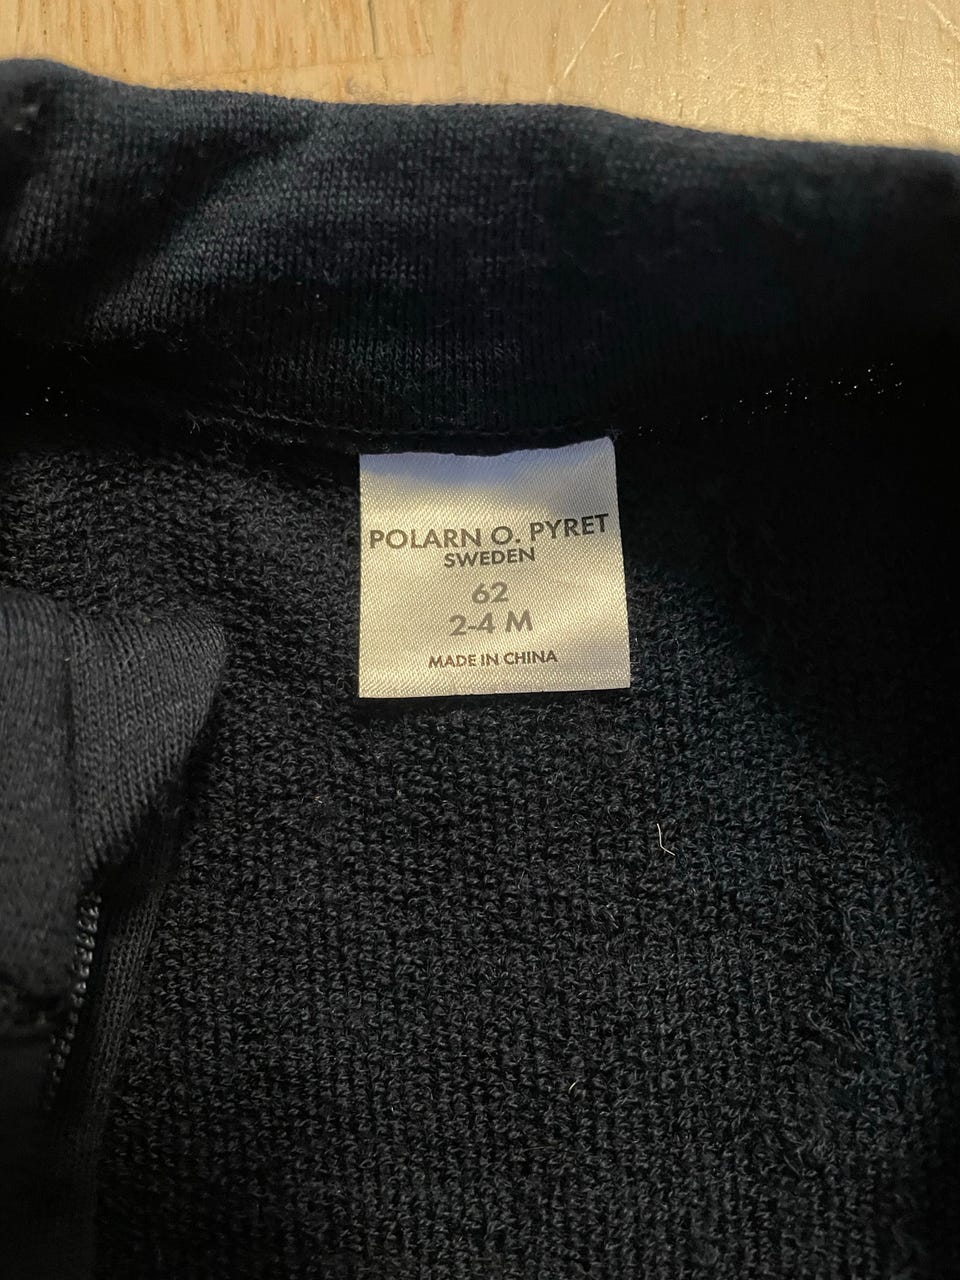 POLARN O. PYRET
SWEDEN
62
2-4 M
MADE IN CHINA